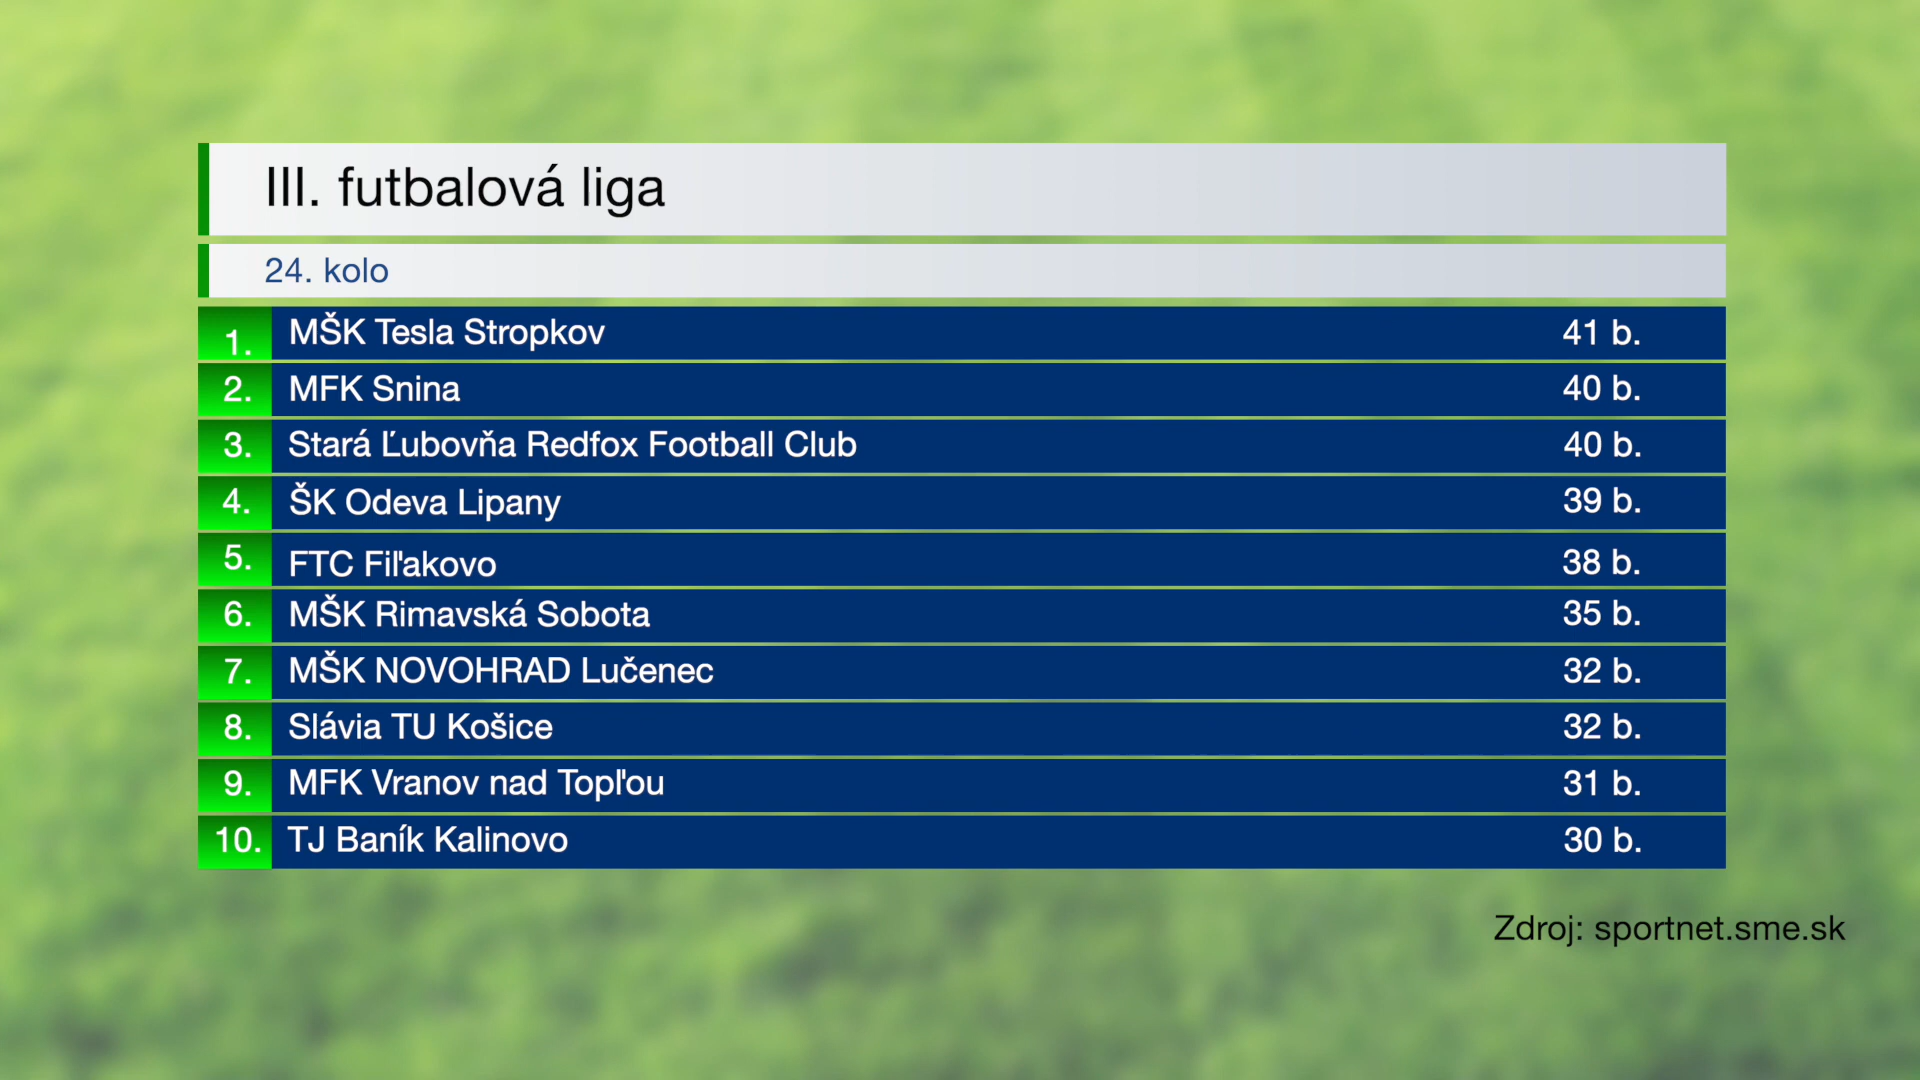 III. futbalová liga
24. kolo
1. MŠK Tesla Stropkov 41 b.
2. MFK Snina 40 b.
3. Stará Ľubovňa Redfox Football Club 40 b.
4. ŠK Odeva Lipany 39 b.
5. FTC Fiľakovo 38 b.
6. MŠK Rimavská Sobota 35 b.
7. MŠK NOVOHRAD Lučenec 32 b.
8. Slávia TU Košice 32 b.
9. MFK Vranov nad Topľou 31 b.
10. TJ Baník Kalinovo 30 b.
Zdroj: sportnet.sme.sk